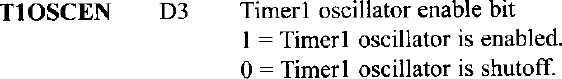 T1OSCEN D3 Timer1 oscillator enable bit
1 = Timer1 oscillator is enabled.
0 = Timer1 oscillator is shutoff.